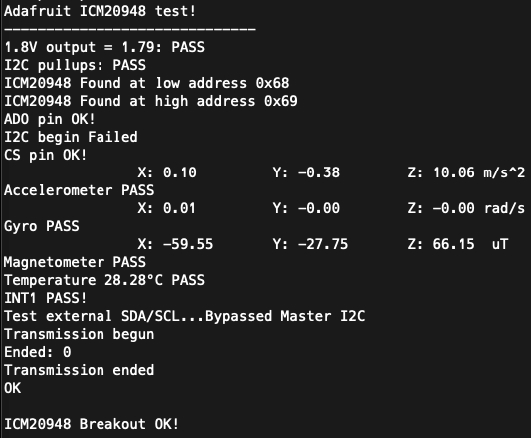 Adafruit ICM20948 test!
----------------------------
1.8V output = 1.79: PASS
I2C pullups: PASS
ICM20948 Found at low address 0x68
ICM20948 Found at high address 0x69
ADO pin OK!
I2C begin Failed
CS pin OK!
X: 0.10 Y: -0.38 Z: 10.06 m/s^2
Accelerometer PASS
X: 0.01 Y: -0.00 Z: -0.00 rad/s
Gyro PASS
X: -59.55 Y: -27.75 Z: 66.15 uT
Magnetometer PASS
Temperature 28.28°C PASS
INT1 PASS!
Test external SDA/SCL...Bypassed Master I2C
Transmission begun
Ended: 0
Transmission ended
OK
ICM20948 Breakout OK!